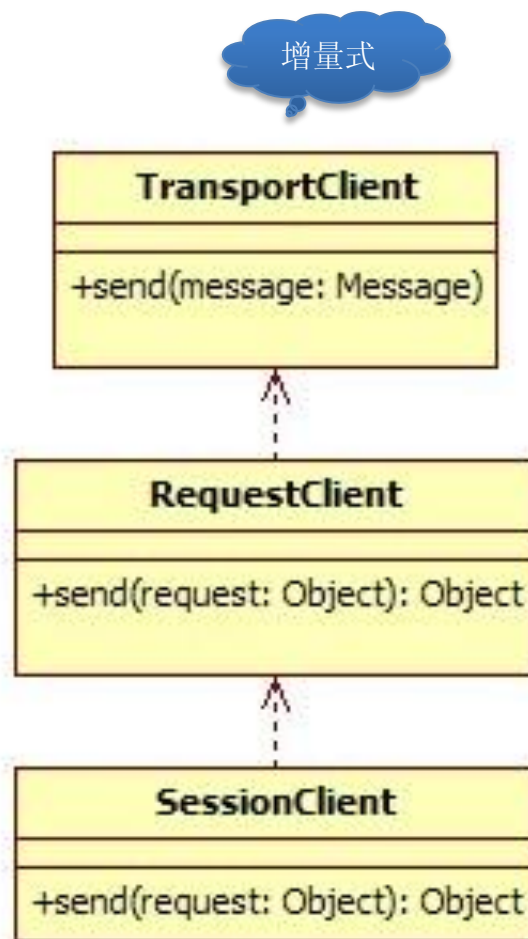 增量式
TransportClient
+send(message: Message)
RequestClient
+send(request: Object): Object
SessionClient
+send(request: Object): Object